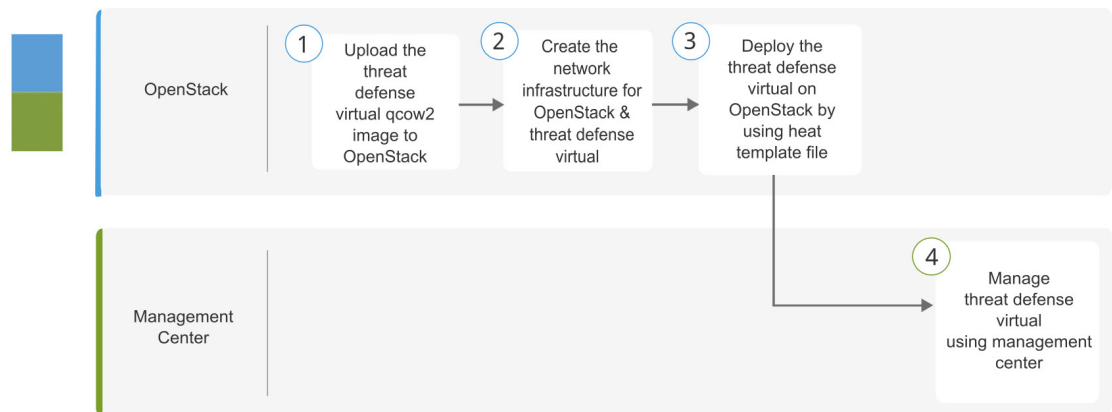 OpenStack
1
Upload the
threat
defense
virtual qcow2
image to
OpenStack
2
Create the
network
infrastructure for
OpenStack &
threat defense
virtual
3
Deploy the
threat defense
virtual on
OpenStack by
using heat
template file
Management
Center
4
Manage
threat defense
virtual
using management
center